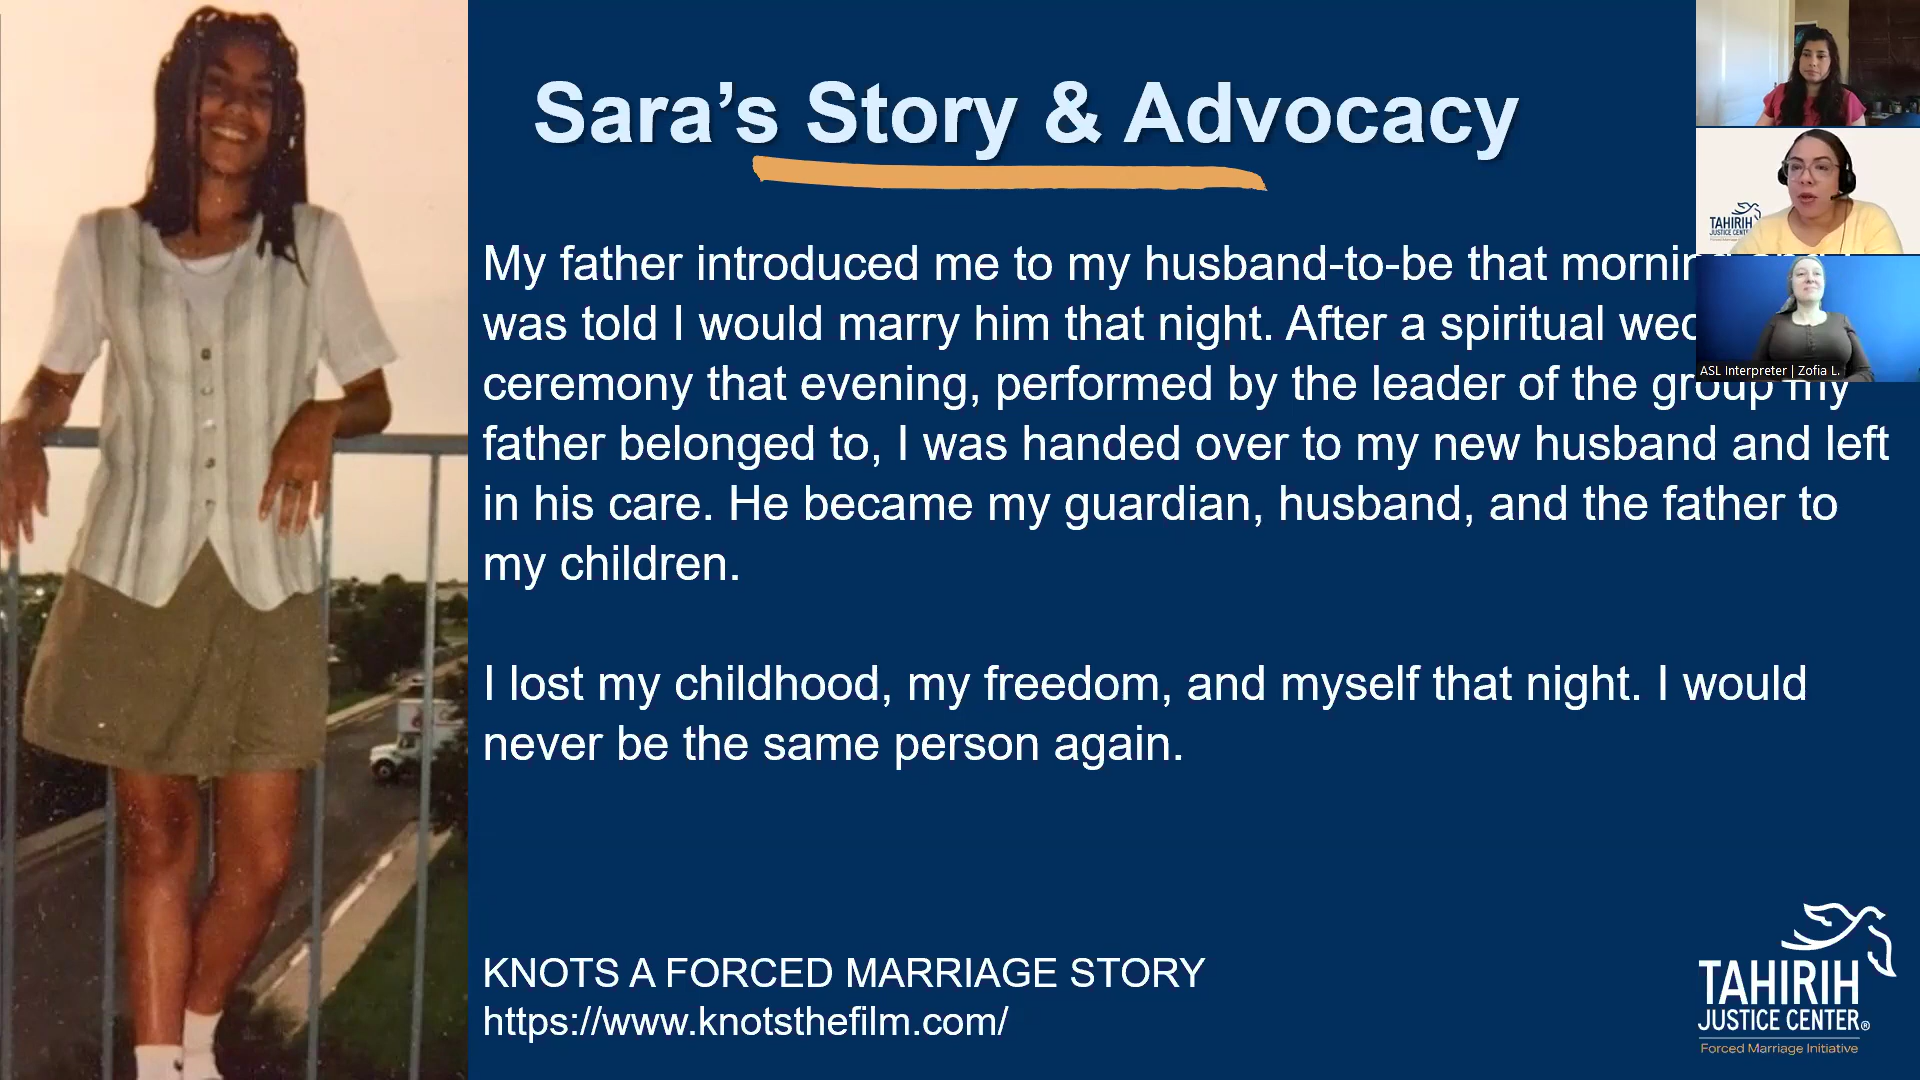 Sara’s Story & Advocacy
My father introduced me to my husband-to-be that
was told I would marry him that night. After a spiritual
ceremony that evening, performed by the leader of the group my
father belonged to, I was handed over to my new husband and left
in his care. He became my guardian, husband, and the father to
my children.
I lost my childhood, my freedom, and myself that night. I would
never be the same person again.
KNOTS A FORCED MARRIAGE STORY
https://www.knotsthefilm.com/
TAHIRIH
JUSTICE CENTER
ASL Interpreter | Zofia L.
TAHIRIH
JUSTICE CENTER®
Forced Marriage Initiative